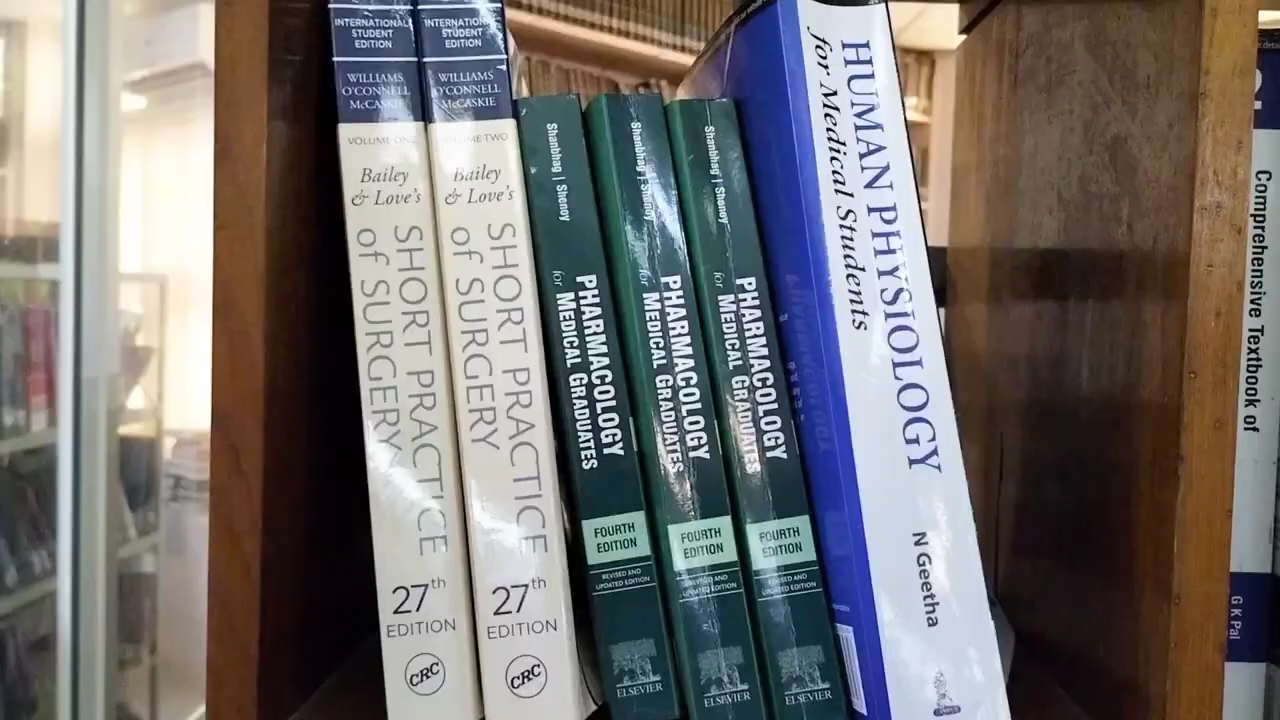 INTERNATIONAL
STUDENT
EDITION
WILLIAMS
O'CONNELL
McCASKIE
VOLUME ONE
Bailey
& Love's
SHORT PRACTICE
of SURGERY
27th
EDITION
CRC
INTERNATIONAL
STUDENT
EDITION
WILLIAMS
O'CONNELL
McCASKIE
VOLUME TWO
Bailey
& Love's
SHORT PRACTICE
of SURGERY
27th
EDITION
CRC
Shanbhag | Shenoy
PHARMACOLOGY
for MEDICAL GRADUATES
FOURTH
EDITION
REVISED AND
UPDATED EDITION
ELSEVIER
Shanbhag | Shenoy
PHARMACOLOGY
for MEDICAL GRADUATES
FOURTH
EDITION
REVISED AND
UPDATED EDITION
ELSEVIER
Shanbhag | Shenoy
PHARMACOLOGY
for MEDICAL GRADUATES
FOURTH
EDITION
REVISED AND
UPDATED EDITION
ELSEVIER
HUMAN PHYSIOLOGY
for Medical Students
N Geetha
Comprehensive Textbook of
G K Pal